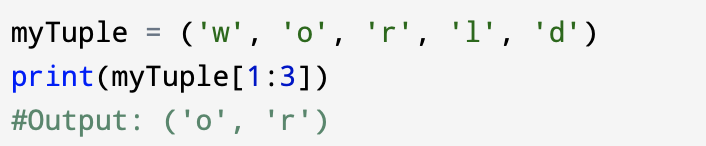 myTuple = ('w', 'o', 'r', 'l', 'd')
print(myTuple[1:3])
#Output: ('o', 'r')